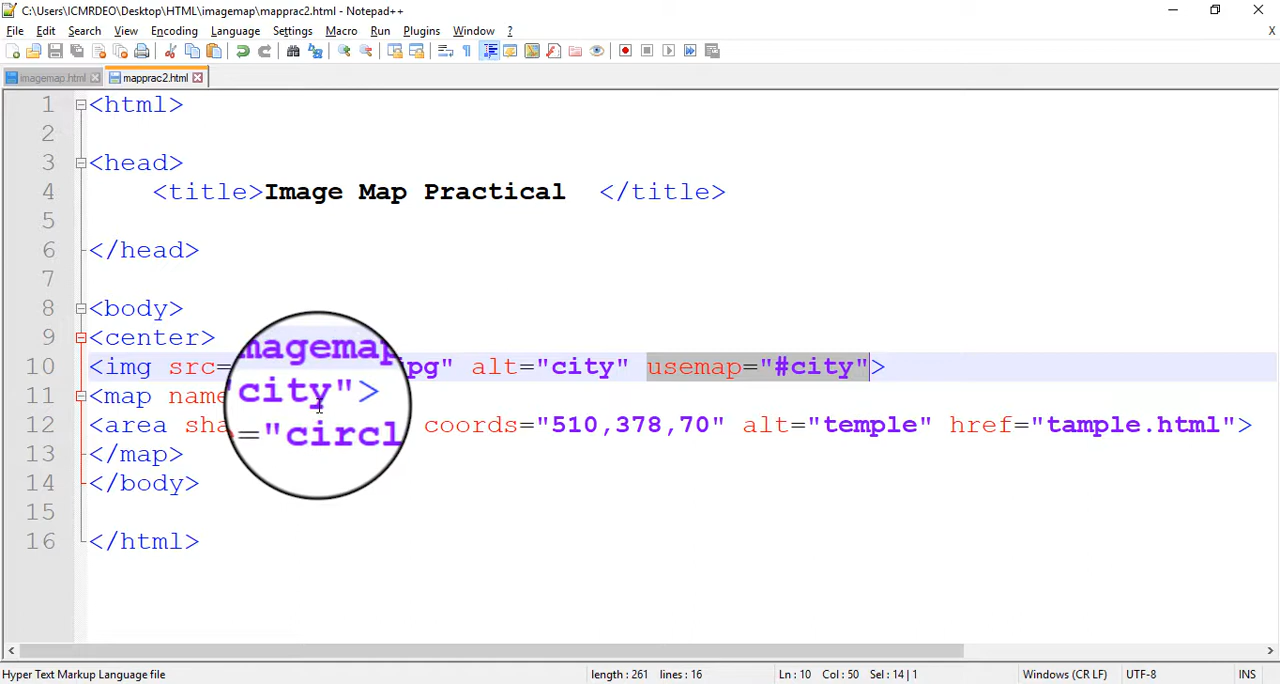 C:\Users\ICMRDEO\Desktop\HTML\imagemap\mapprac2.html - Notepad++
File Edit Search View Encoding Language Settings Macro Run Plugins Window ? X
imagemap.html mapprac2.html
1 <html>
2
3 <head>
4 <title>Image Map Practical </title>
5
6 </head>
7
8 <body>
9 <center>
10 <img src= magemap jpg" alt="city" usemap="#city">
11 <map name "city">
12 <area sha ="circl coords="510,378,70" alt="temple" href="tample.html">
13 </map>
14 </body>
15
16 </html>
Hyper Text Markup Language file length : 261 lines : 16 Ln : 10 Col : 50 Sel : 14 | 1 Windows (CR LF) UTF-8 INS